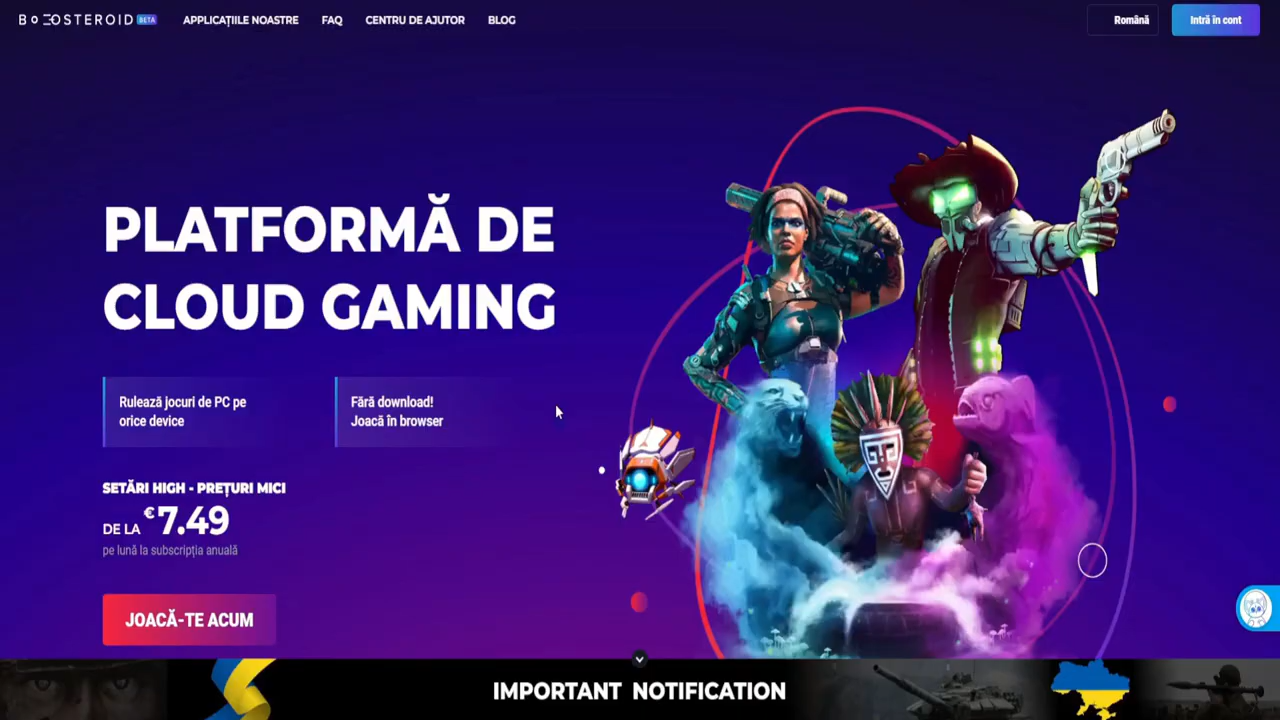 BOOSTEROID BETA
APPLICAȚIILE NOASTRE
FAQ
CENTRU DE AJUTOR
BLOG
Română
Intră în cont
PLATFORMĂ DE
CLOUD GAMING
Rulează jocuri de PC pe
orice device
Fără download!
Joacă în browser
SETĂRI HIGH - PREȚURI MICI
DE LA €7.49
pe lună la subscripția anuală
JOACĂ-TE ACUM
IMPORTANT NOTIFICATION